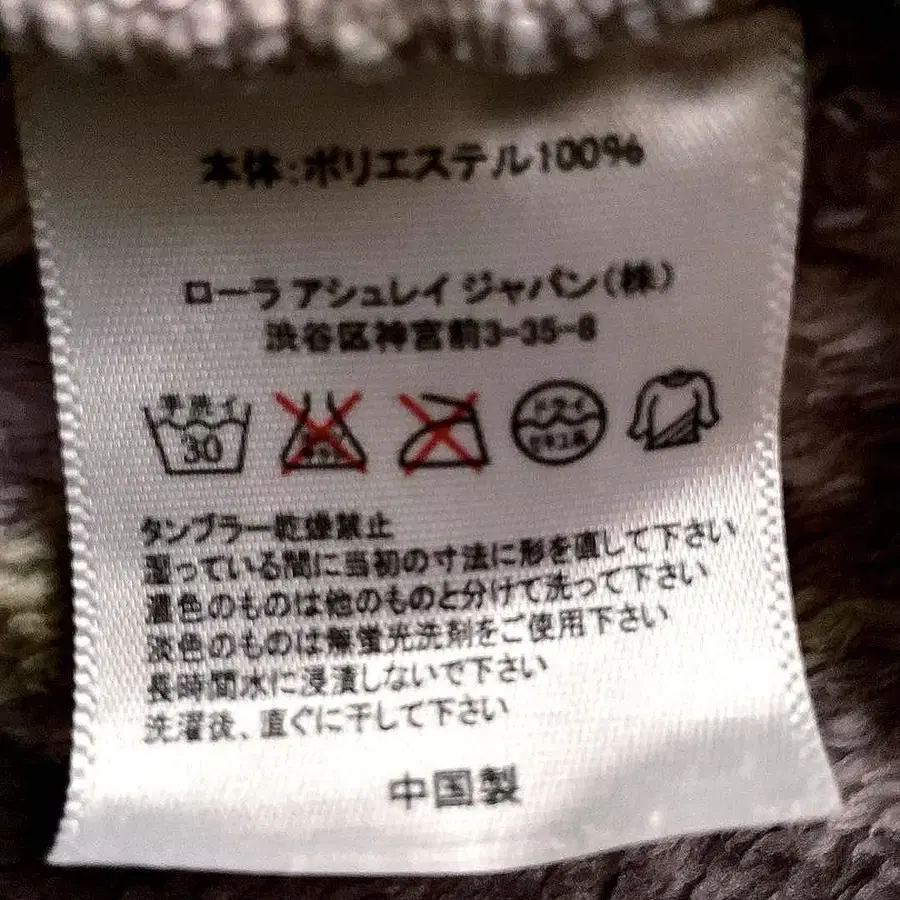 本体:ポリエステル100%
ローラ アシュレイ ジャパン(株)
渋谷区神宮前3-35-8
手洗イ
30
ドライ
セキユ系
タンブラー乾燥禁止
湿っている間に当初の寸法に形を直して下さい
濃色のものは他のものと分けて洗って下さい
淡色のものは無蛍光洗剤をご使用下さい
長時間水に浸漬しないで下さい
洗濯後、直ぐに干して下さい
中国製